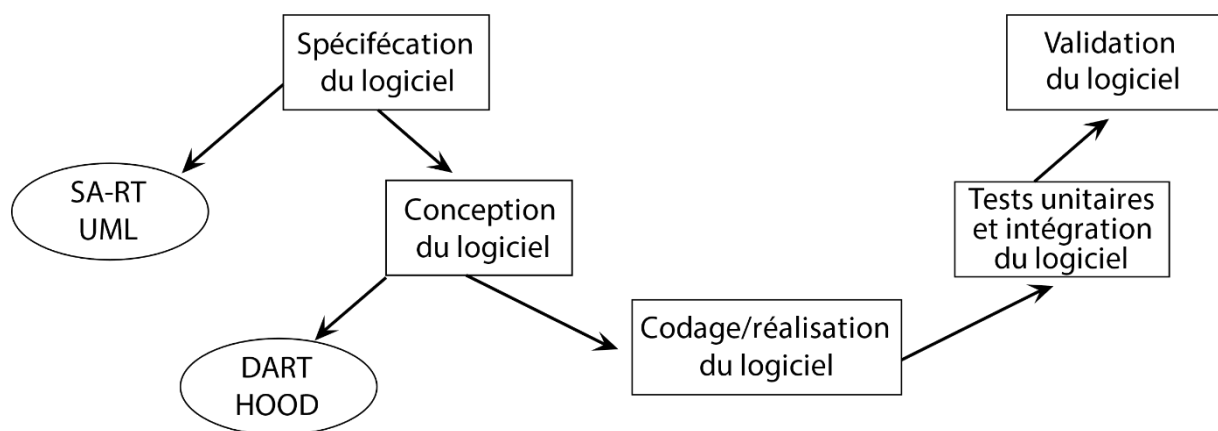 Spécifécation
du logiciel
Validation
du logiciel
SA-RT
UML
Conception
du logiciel
Tests unitaires
et intégration
du logiciel
Codage/réalisation
du logiciel
DART
HOOD